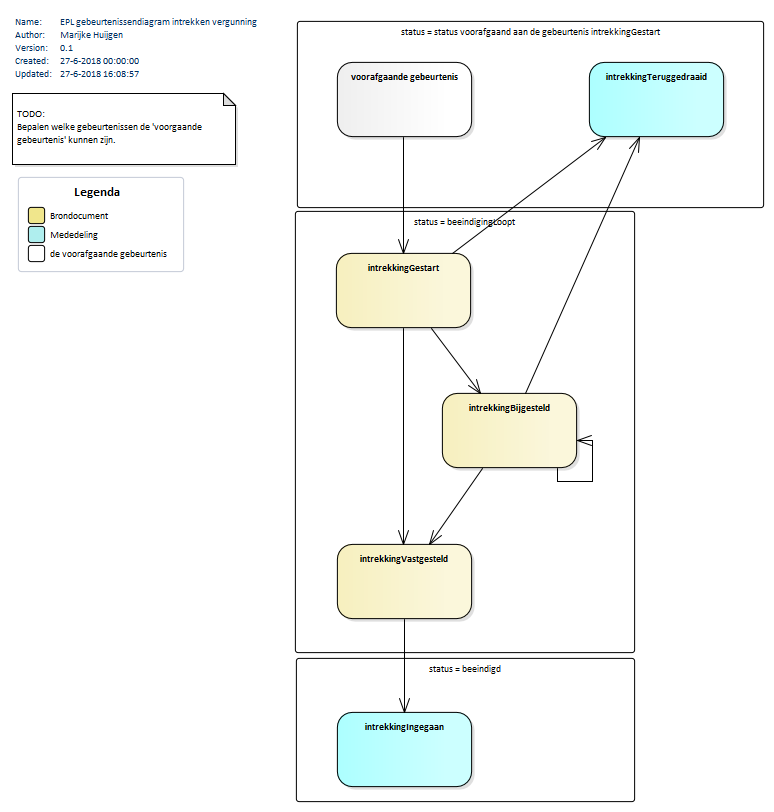 Name: EPL gebeurtenissendiagram intrekken vergunning
Author: Marijke Huijgen
Version: 0.1
Created: 27-6-2018 00:00:00
Updated: 27-6-2018 16:08:57
TODO:
Bepalen welke gebeurtenissen de 'voorgaande
gebeurtenis' kunnen zijn.
Legenda
Brondocument
Mededeling
de voorafgaande gebeurtenis
status = status voorafgaand aan de gebeurtenis intrekkingGestart
voorafgaande gebeurtenis
intrekkingTeruggedraaid
status = beeindigingLoopt
intrekkingGestart
intrekkingBijgesteld
intrekkingVastgesteld
status = beeindigd
intrekkingIngegaan